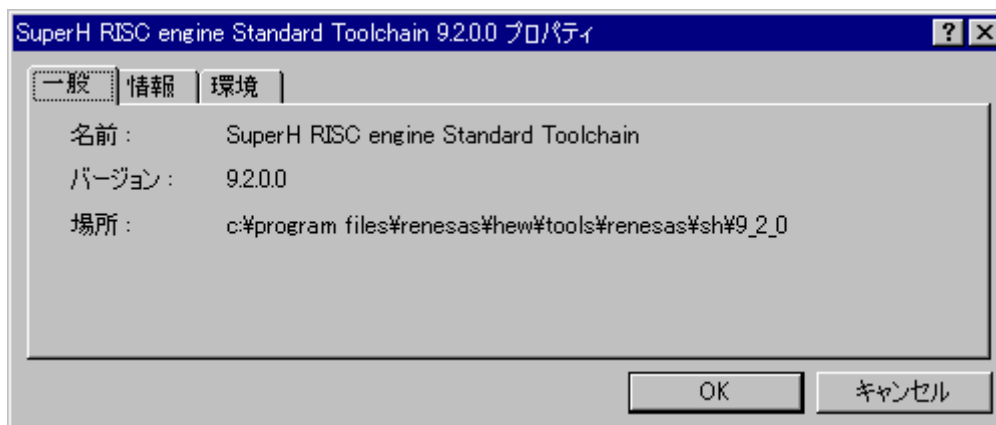 SuperH RISC engine Standard Toolchain 9.2.0.0 プロパティ
一般 情報 環境
名前 : SuperH RISC engine Standard Toolchain
バージョン : 9.2.0.0
場所 : c:¥program files¥renesas¥hew¥tools¥renesas¥sh¥9_2_0
OK キャンセル